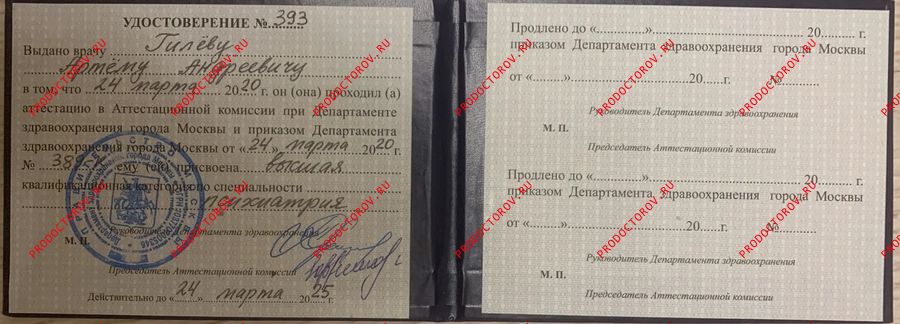 УДОСТОВЕРЕНИЕ № 393
Выдано врачу Гилёву
Артёму Андреевичу
в том что 24 марта 2020 г. он (она) проходил (а)
аттестацию в Аттестационной комиссии при Департаменте
здравоохранения города Москвы и приказом Департамента
здравоохранения города Москвы от «24» марта 2020 г.
№ ему (ей) присвоена высшая
квалификационная категория по специальности
психиатрия
Руководитель Департамента здравоохранения
М. П.
Председатель Аттестационной комиссии
Действительно до «24» марта 2025 г.
Продлено до «..............» 20 г.
приказом Департамента здравоохранения города Москвы
от «........» 20..... г. №
Руководитель Департамента здравоохранения
М. П.
Председатель Аттестационной комиссии
Продлено до «..............» 20 г.
приказом Департамента здравоохранения города Москвы
от «........» 20..... г. №
Руководитель Департамента здравоохранения
М. П.
Председатель Аттестационной комиссии
PRODOCTOROV.RU